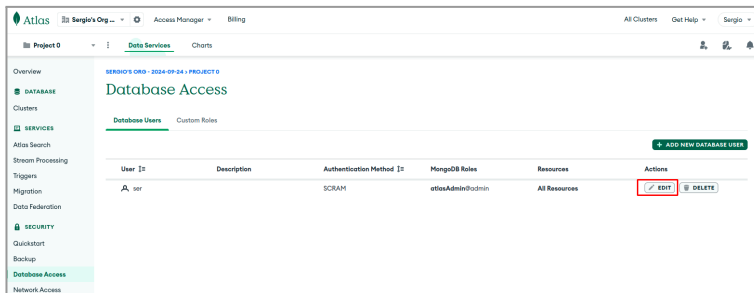 Atlas Sergio's Org ... Access Manager Billing All Clusters Get Help Sergio
Project 0 Data Services Charts
Overview
DATABASE
Clusters
SERVICES
Atlas Search
Stream Processing
Triggers
Migration
Data Federation
SECURITY
Quickstart
Backup
Database Access
Network Access
SERGIO'S ORG - 2024-09-24 > PROJECT 0
Database Access
Database Users Custom Roles
+ ADD NEW DATABASE USER
User Description Authentication Method MongoDB Roles Resources Actions
ser SCRAM atlasAdmin@admin All Resources EDIT DELETE